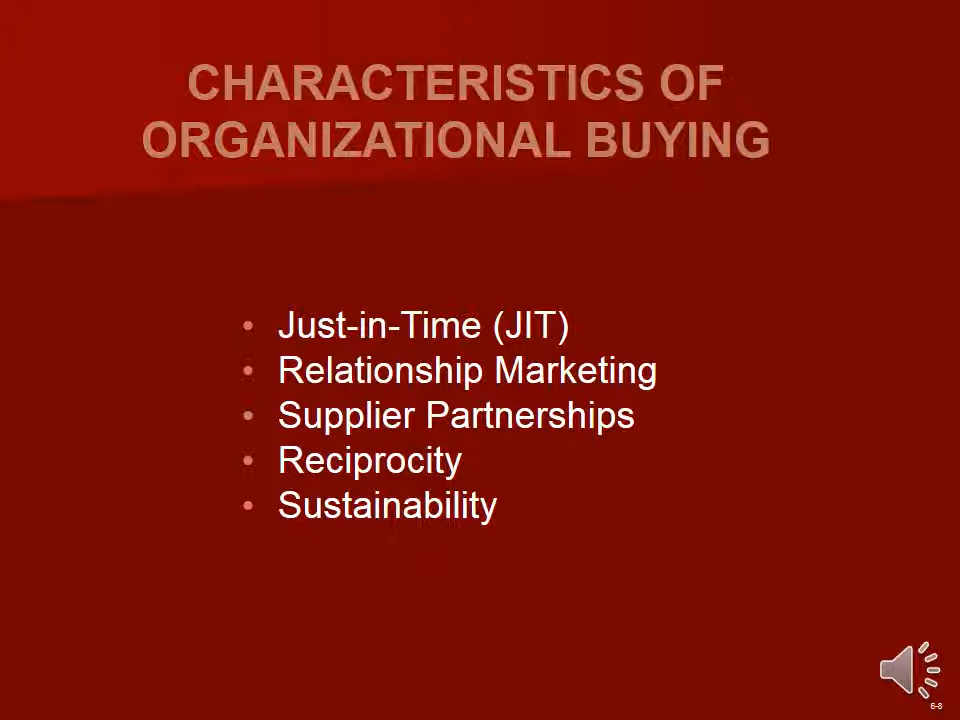 CHARACTERISTICS OF
ORGANIZATIONAL BUYING
• Just-in-Time (JIT)
• Relationship Marketing
• Supplier Partnerships
• Reciprocity
• Sustainability
6-8